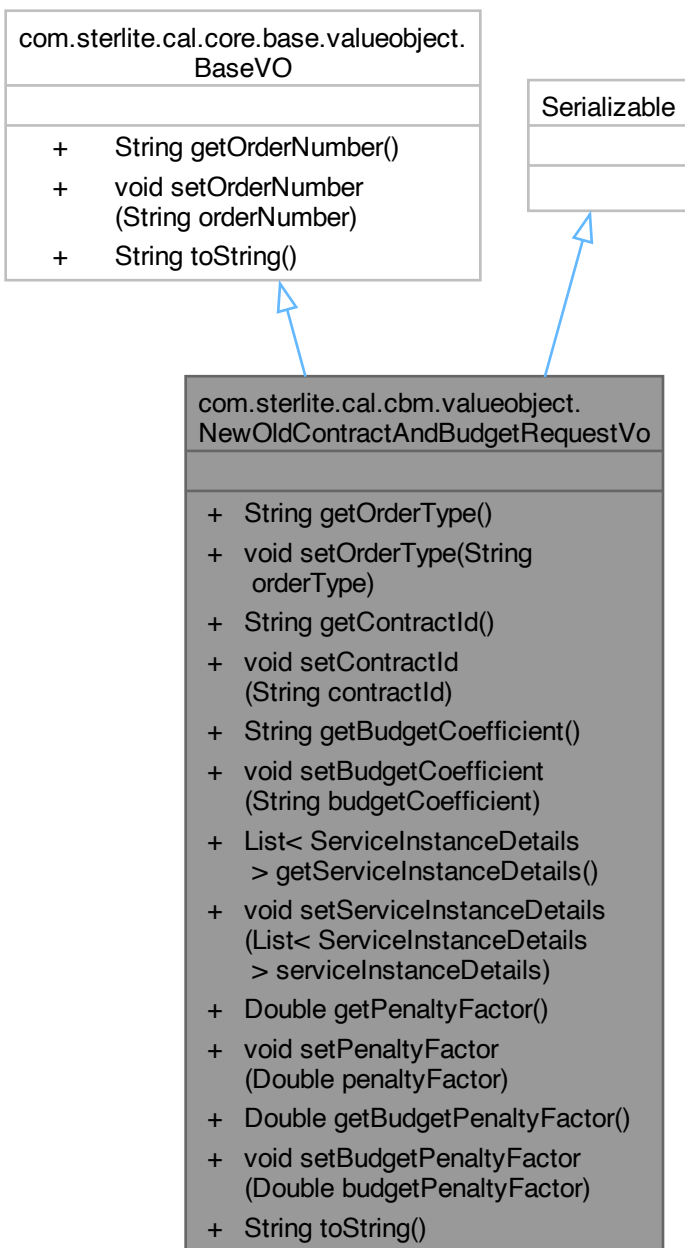 com.sterlite.cal.core.base.valueobject.
BaseVO
+ String getOrderNumber()
+ void setOrderNumber
(String orderNumber)
+ String toString()
Serializable
com.sterlite.cal.cbm.valueobject.
NewOldContractAndBudgetRequestVo
+ String getOrderType()
+ void setOrderType(String
orderType)
+ String getContractId()
+ void setContractId
(String contractId)
+ String getBudgetCoefficient()
+ void setBudgetCoefficient
(String budgetCoefficient)
+ List< ServiceInstanceDetails
> getServiceInstanceDetails()
+ void setServiceInstanceDetails
(List< ServiceInstanceDetails
> serviceInstanceDetails)
+ Double getPenaltyFactor()
+ void setPenaltyFactor
(Double penaltyFactor)
+ Double getBudgetPenaltyFactor()
+ void setBudgetPenaltyFactor
(Double budgetPenaltyFactor)
+ String toString()